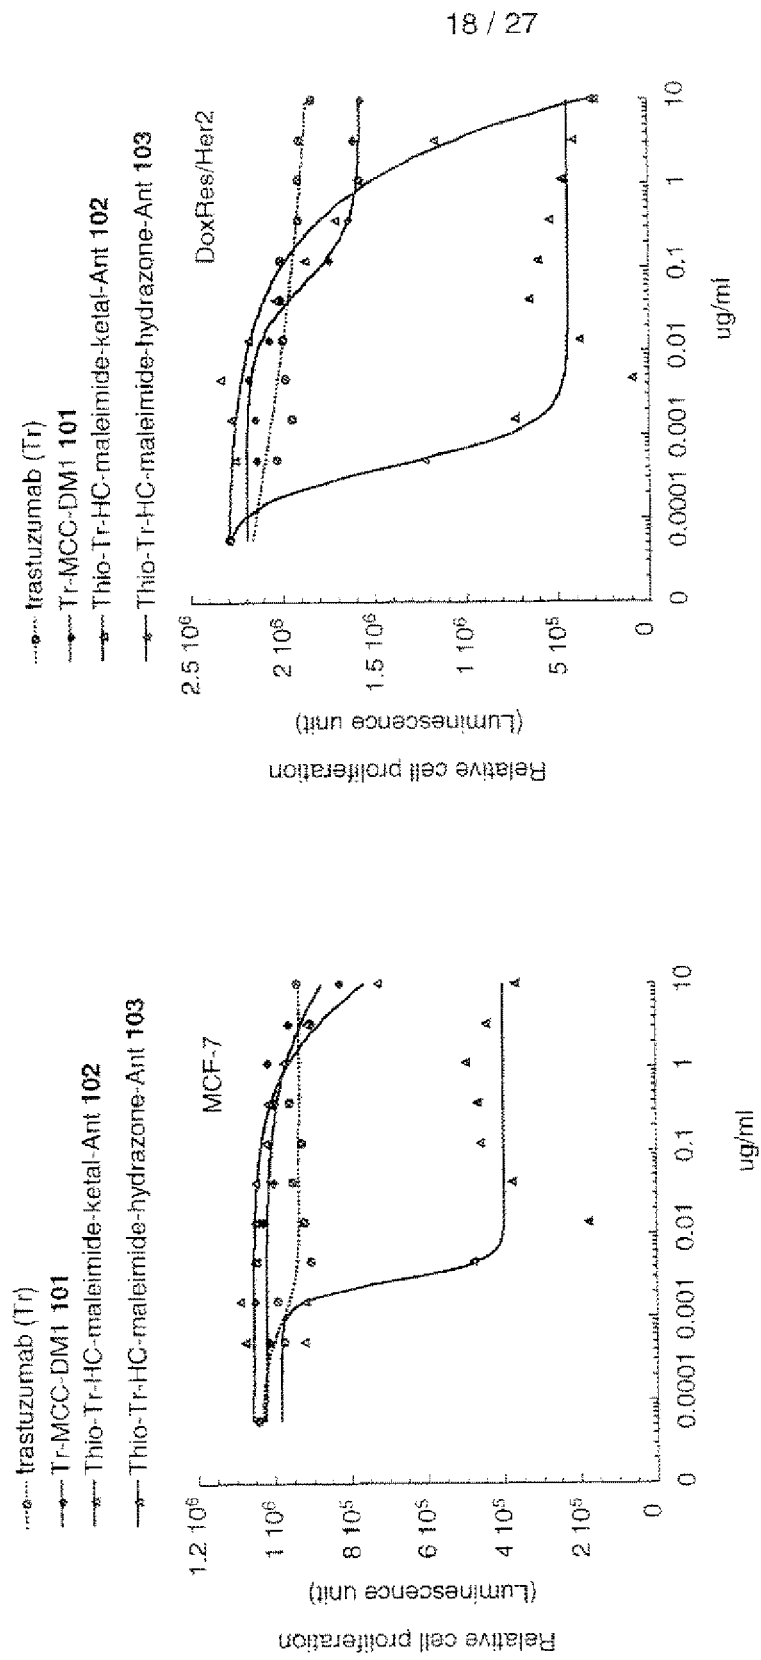 18 / 27
trastuzumab (Tr)
Tr-MCC-DM1 101
Thio-Tr-HC-maleimide-ketal-Ant 102
Thio-Tr-HC-maleimide-hydrazone-Ant 103
DoxRes/Her2
2.5 10⁶
2 10⁶
1.5 10⁶
1 10⁶
5 10⁵
0
Relative cell proliferation
(Luminescence unit)
0
0.0001
0.001
0.01
0.1
1
10
ug/ml
trastuzumab (Tr)
Tr-MCC-DM1 101
Thio-Tr-HC-maleimide-ketal-Ant 102
Thio-Tr-HC-maleimide-hydrazone-Ant 103
MCF-7
1.2 10⁶
1 10⁶
8 10⁵
6 10⁵
4 10⁵
2 10⁵
0
Relative cell proliferation
(Luminescence unit)
0
0.0001
0.001
0.01
0.1
1
10
ug/ml